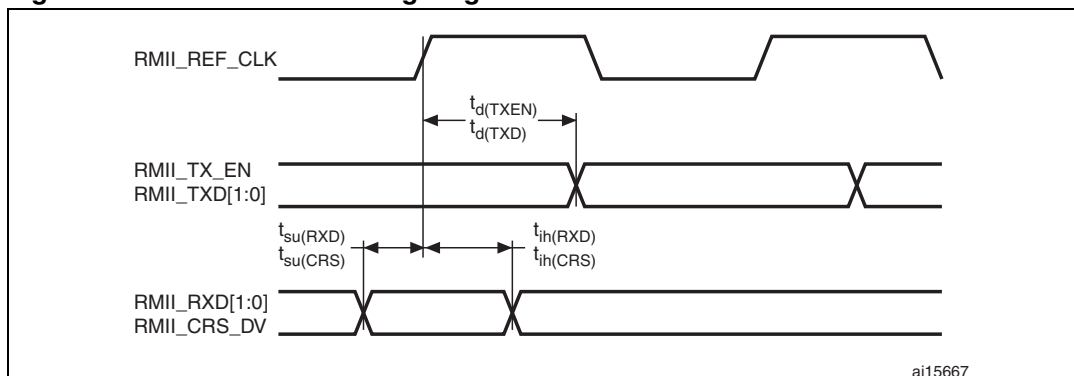 RMII_REF_CLK
td(TXEN)
td(TXD)
RMII_TX_EN
RMII_TXD[1:0]
tsu(RXD)
tsu(CRS)
tih(RXD)
tih(CRS)
RMII_RXD[1:0]
RMII_CRS_DV
ai15667